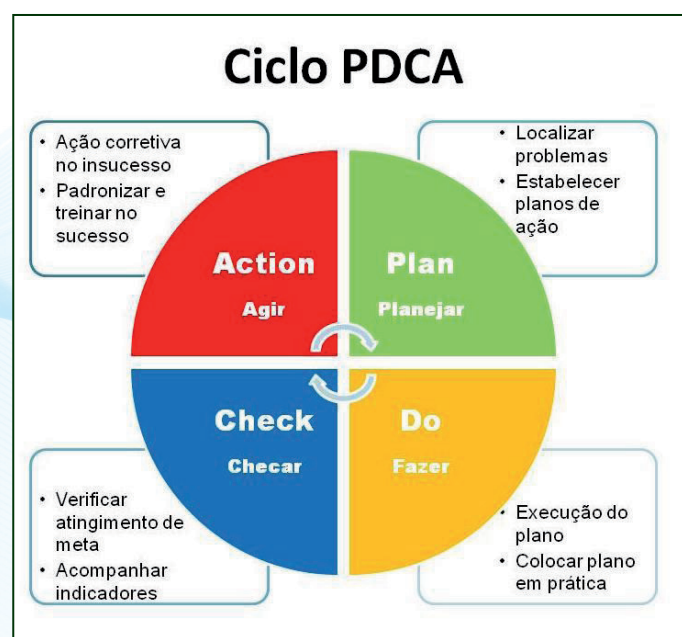 Ciclo PDCA
• Ação corretiva
no insucesso
• Padronizar e
treinar no
sucesso
• Localizar
problemas
• Estabelecer
planos de
ação
Action
Agir
Plan
Planejar
Check
Checar
Do
Fazer
• Verificar
atingimento de
meta
• Acompanhar
indicadores
• Execução do
plano
• Colocar plano
em prática